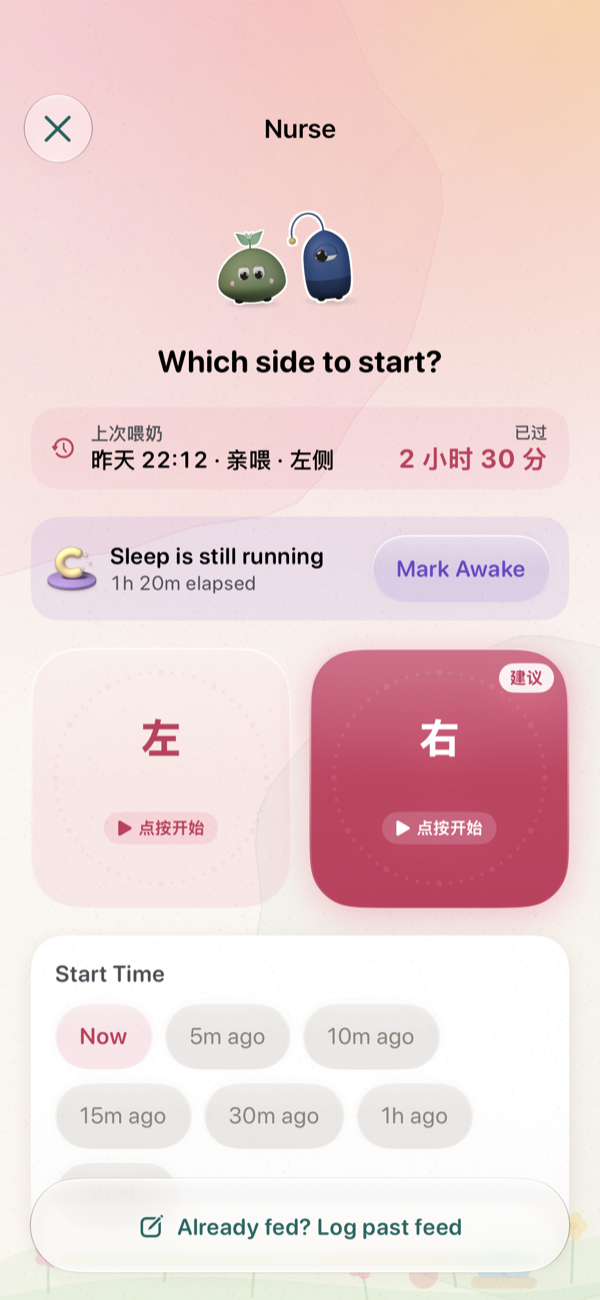 Nurse
Which side to start?
上次喂奶
昨天 22:12 · 亲喂 · 左侧
已过
2 小时 30 分
Sleep is still running
1h 20m elapsed
Mark Awake
左
点按开始
建议
右
点按开始
Start Time
Now
5m ago
10m ago
15m ago
30m ago
1h ago
Already fed? Log past feed